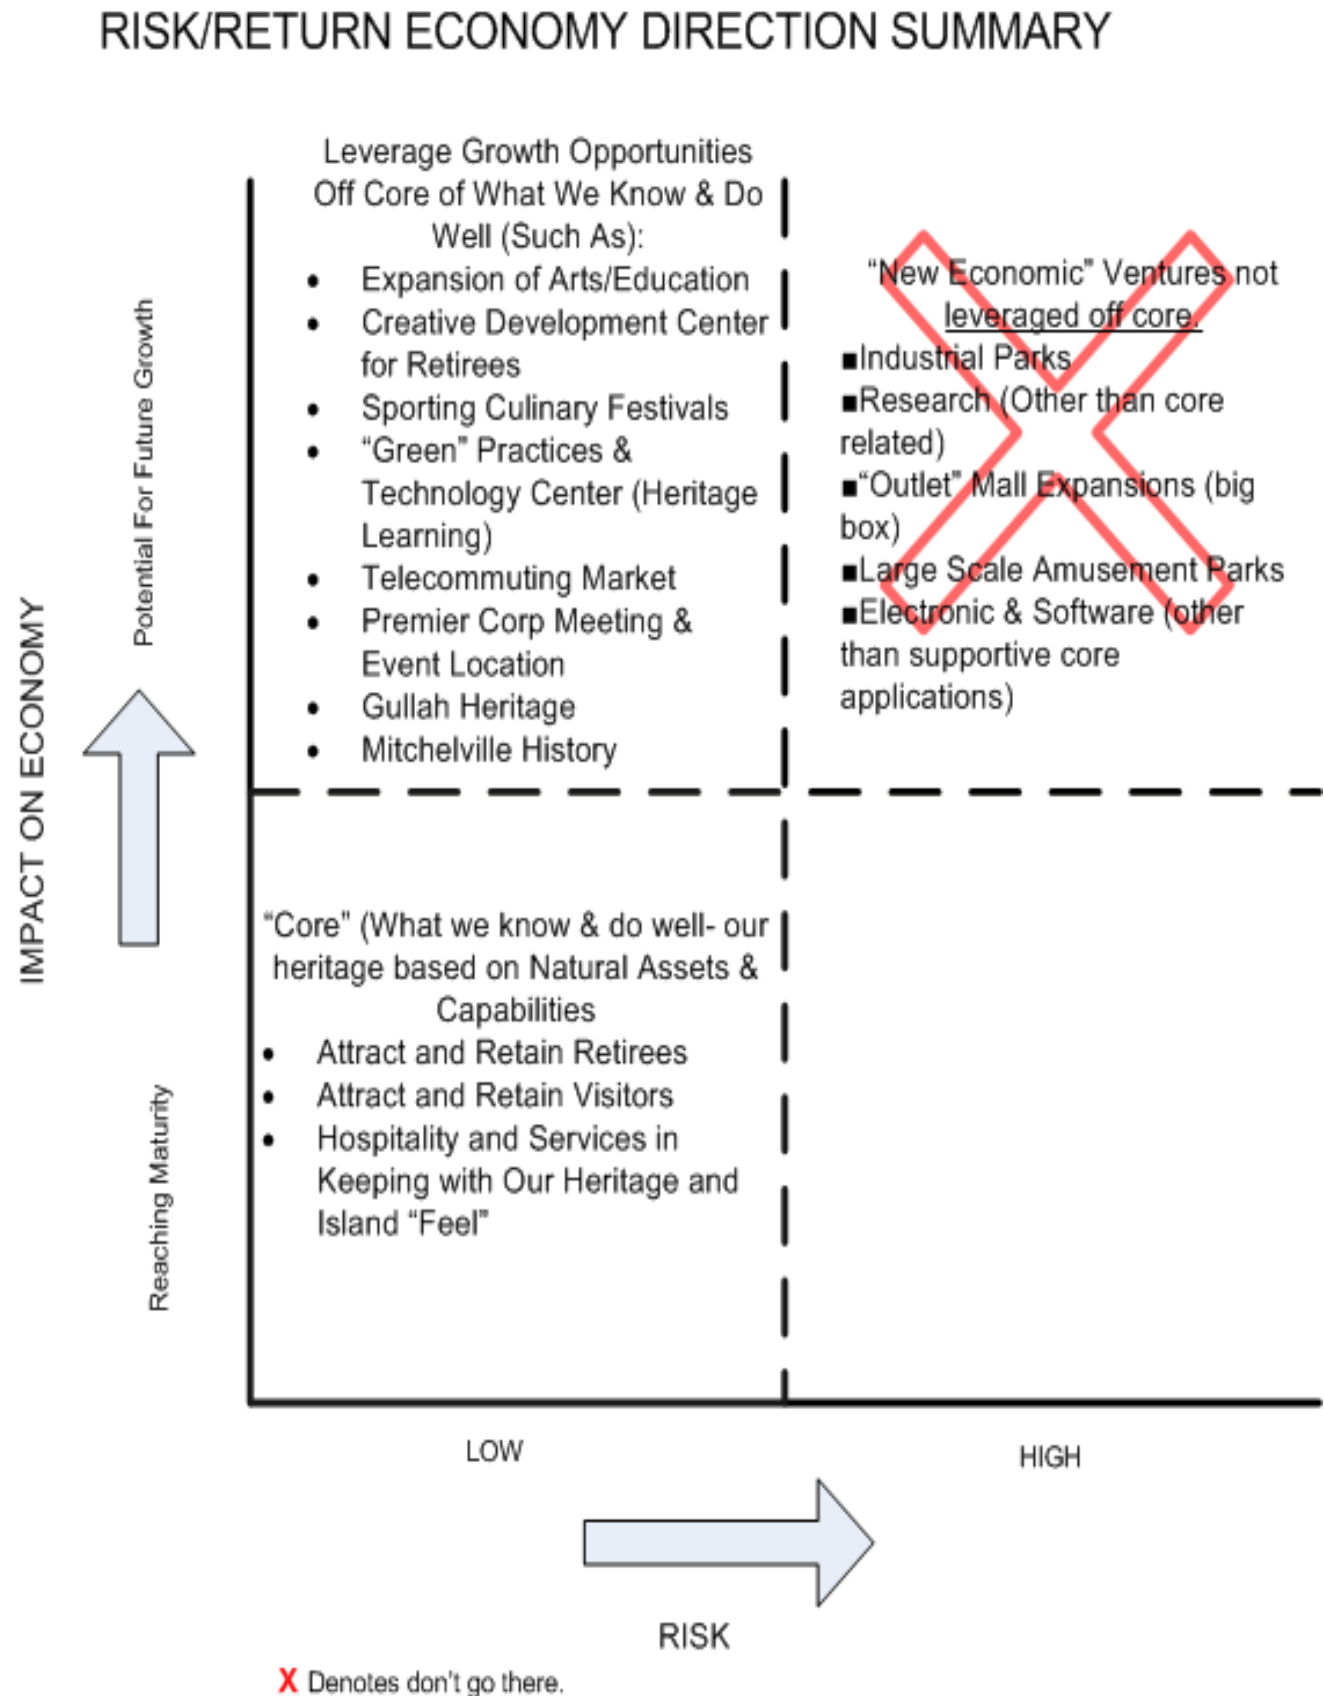 RISK/RETURN ECONOMY DIRECTION SUMMARY
Leverage Growth Opportunities
Off Core of What We Know & Do
Well (Such As):
• Expansion of Arts/Education
• Creative Development Center
for Retirees
• Sporting Culinary Festivals
• “Green” Practices &
Technology Center (Heritage
Learning)
• Telecommuting Market
• Premier Corp Meeting &
Event Location
• Gullah Heritage
• Mitchelville History
“New Economic” Ventures not
leveraged off core.
■Industrial Parks
■Research (Other than core
related)
■“Outlet” Mall Expansions (big
box)
■Large Scale Amusement Parks
■Electronic & Software (other
than supportive core
applications)
“Core” (What we know & do well- our
heritage based on Natural Assets &
Capabilities
• Attract and Retain Retirees
• Attract and Retain Visitors
• Hospitality and Services in
Keeping with Our Heritage and
Island “Feel”
IMPACT ON ECONOMY
Potential For Future Growth
Reaching Maturity
LOW
HIGH
RISK
X Denotes don't go there.